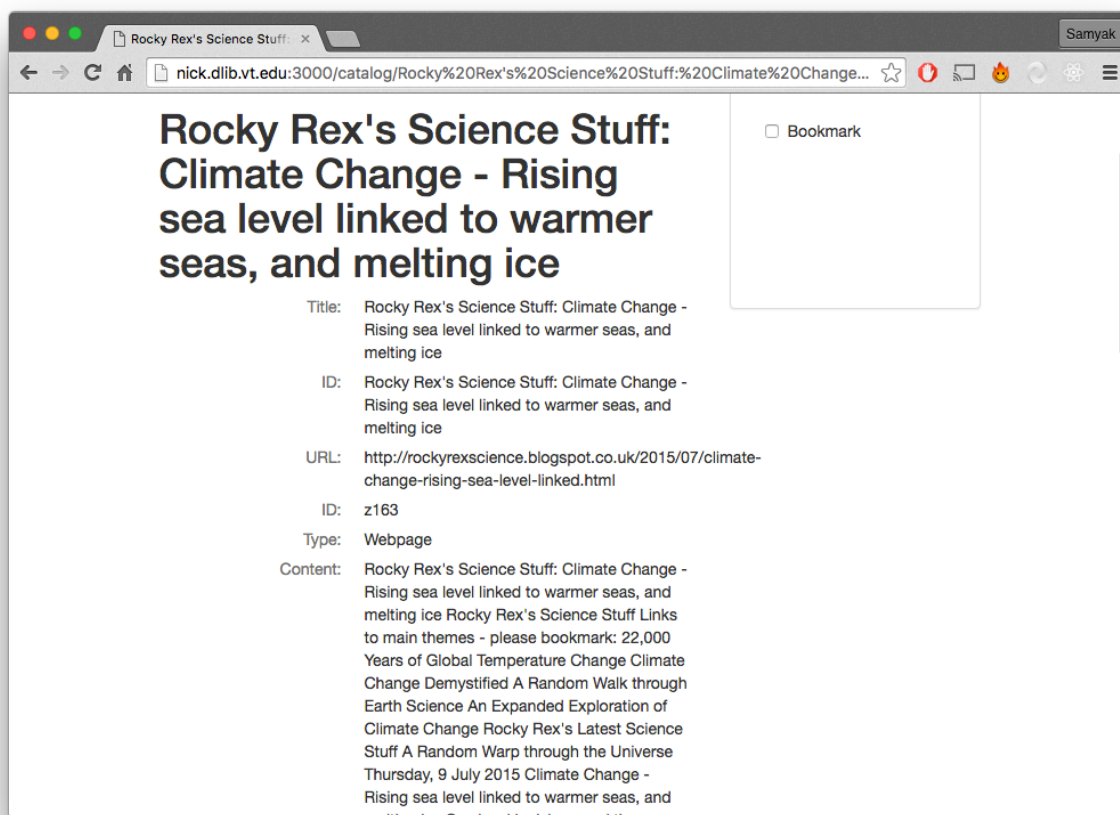 Rocky Rex's Science Stuff:
Samyak
nick.dlib.vt.edu:3000/catalog/Rocky%20Rex's%20Science%20Stuff:%20Climate%20Change...
Rocky Rex's Science Stuff:
Climate Change - Rising
sea level linked to warmer
seas, and melting ice
Bookmark
Title: Rocky Rex's Science Stuff: Climate Change -
Rising sea level linked to warmer seas, and
melting ice
ID: Rocky Rex's Science Stuff: Climate Change -
Rising sea level linked to warmer seas, and
melting ice
URL: http://rockyrexscience.blogspot.co.uk/2015/07/climate-
change-rising-sea-level-linked.html
ID: z163
Type: Webpage
Content: Rocky Rex's Science Stuff: Climate Change -
Rising sea level linked to warmer seas, and
melting ice Rocky Rex's Science Stuff Links
to main themes - please bookmark: 22,000
Years of Global Temperature Change Climate
Change Demystified A Random Walk through
Earth Science An Expanded Exploration of
Climate Change Rocky Rex's Latest Science
Stuff A Random Warp through the Universe
Thursday, 9 July 2015 Climate Change -
Rising sea level linked to warmer seas, and